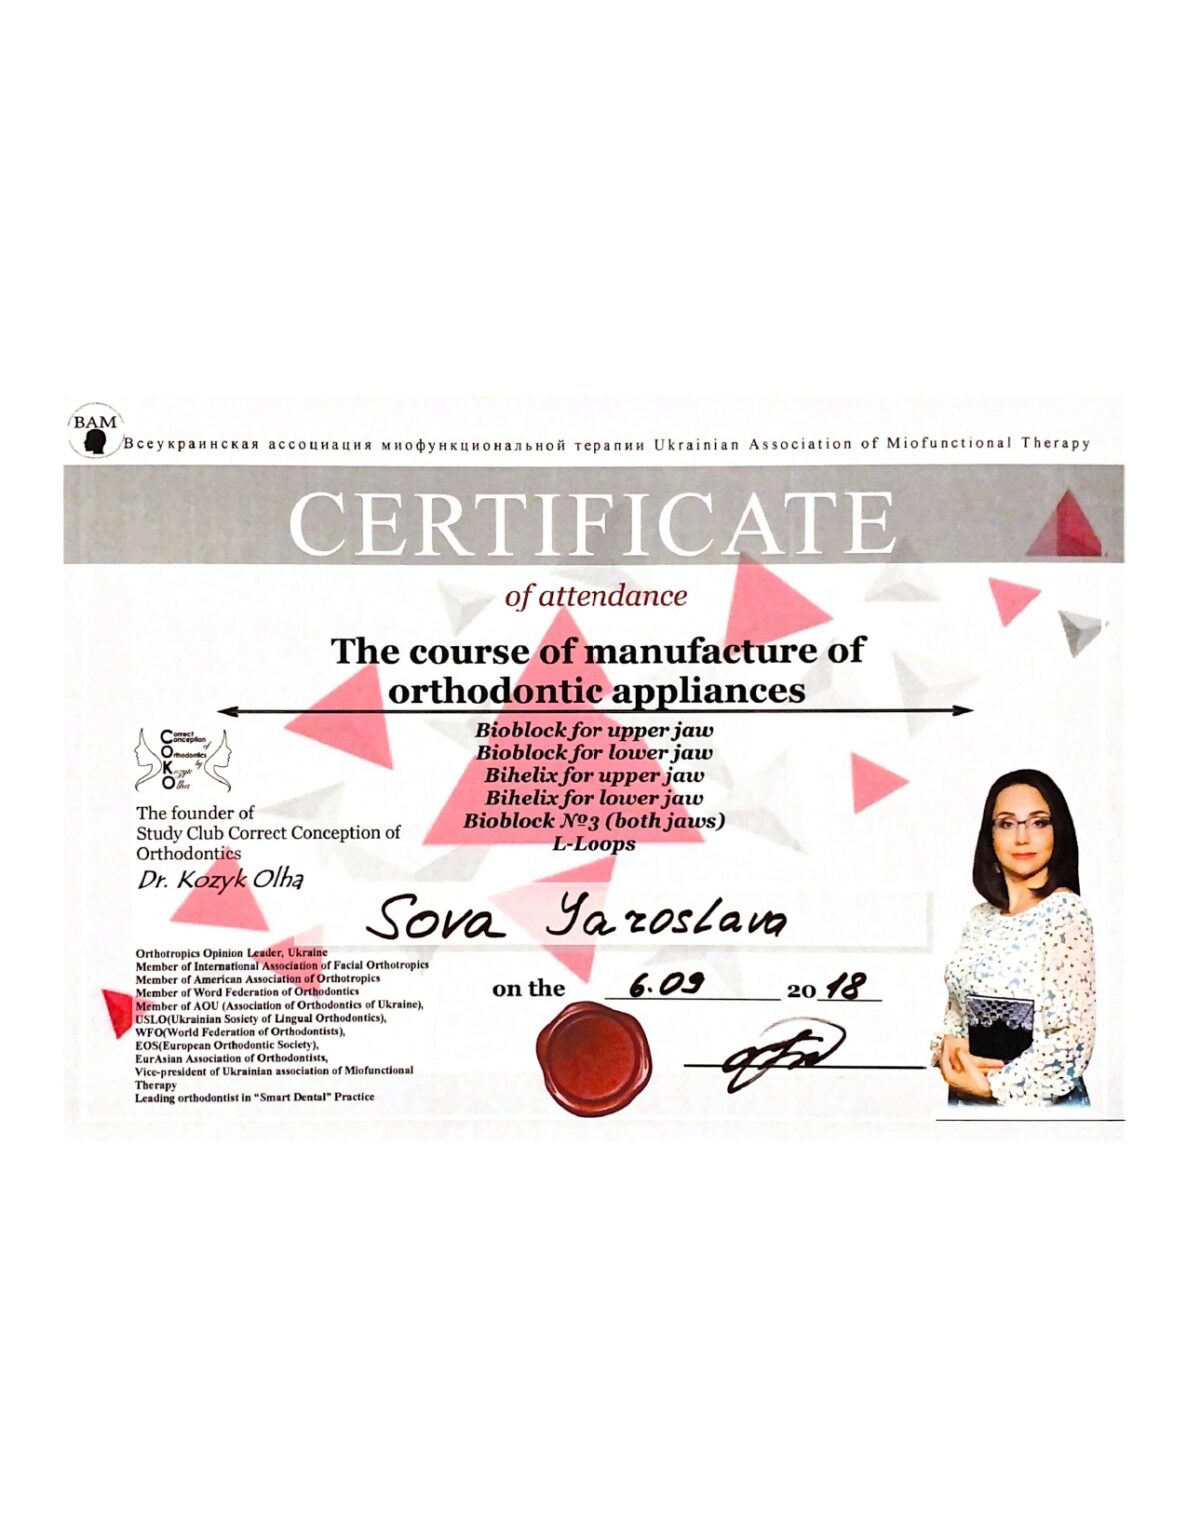 BAM
Всеукраинская ассоциация миофункциональной терапии Ukrainian Association of Miofunctional Therapy
CERTIFICATE
of attendance
The course of manufacture of
orthodontic appliances
Bioblock for upper jaw
Bioblock for lower jaw
Bihelix for upper jaw
Bihelix for lower jaw
Bioblock №3 (both jaws)
L-Loops
Correct
Conception
of
Orthodontics
by
Kozyk
Olha
The founder of
Study Club Correct Conception of
Orthodontics
Dr. Kozyk Olha
Sova Yaroslava
Orthotropics Opinion Leader, Ukraine
Member of International Association of Facial Orthotropics
Member of American Association of Orthotropics
Member of Word Federation of Orthodontics
Member of AOU (Association of Orthodontics of Ukraine),
USLO(Ukrainian Sosiety of Lingual Orthodontics),
WFO(World Federation of Orthodontists),
EOS(European Orthodontic Society),
EurAsian Association of Orthodontists,
Vice-president of Ukrainian association of Miofunctional
Therapy
Leading orthodontist in “Smart Dental” Practice
on the 6.09 2018